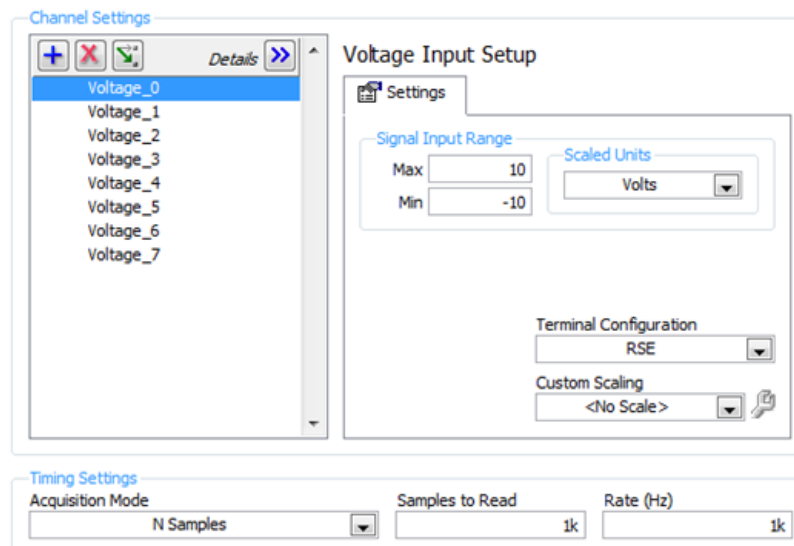 Channel Settings
Details
Voltage_0
Voltage_1
Voltage_2
Voltage_3
Voltage_4
Voltage_5
Voltage_6
Voltage_7
Voltage Input Setup
Settings
Signal Input Range
Max 10
Min -10
Scaled Units
Volts
Terminal Configuration
RSE
Custom Scaling
<No Scale>
Timing Settings
Acquisition Mode Samples to Read Rate (Hz)
N Samples 1k 1k